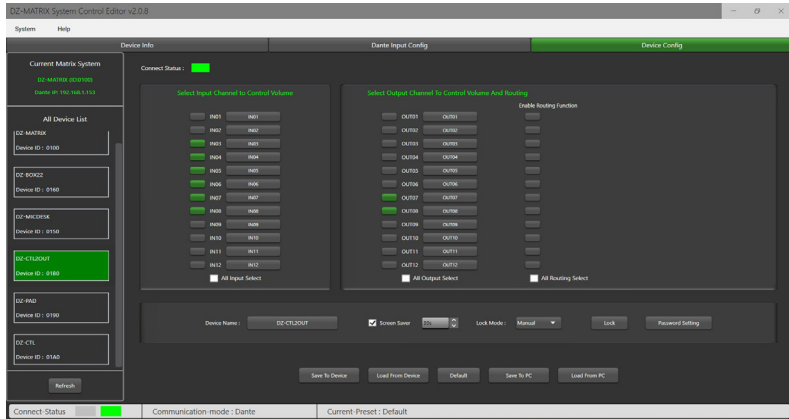 DZ-MATRIX System Control Editor v2.0.8
System Help
Device Info Dante Input Config Device Config
Current Matrix System
DZ-MATRIX (ID:0100)
Dante IP: 192.168.1.153
All Device List
DZ-MATRIX
Device ID : 0100
DZ-BOX22
Device ID : 0160
DZ-MICDESK
Device ID : 0150
DZ-CTL2OUT
Device ID : 01B0
DZ-PAD
Device ID : 0190
DZ-CTL
Device ID : 01A0
Refresh
Connect Status :
Select Input Channel to Control Volume
IN01 IN01
IN02 IN02
IN03 IN03
IN04 IN04
IN05 IN05
IN06 IN06
IN07 IN07
IN08 IN08
IN09 IN09
IN10 IN10
IN11 IN11
IN12 IN12
All Input Select
Select Output Channel To Control Volume And Routing
Enable Routing Function
OUT01 OUT01
OUT02 OUT02
OUT03 OUT03
OUT04 OUT04
OUT05 OUT05
OUT06 OUT06
OUT07 OUT07
OUT08 OUT08
OUT09 OUT09
OUT10 OUT10
OUT11 OUT11
OUT12 OUT12
All Output Select All Routing Select
Device Name : DZ-CTL2OUT Screen Saver 20s Lock Mode : Manual Lock Password Setting
Save To Device Load From Device Default Save To PC Load From PC
Connect-Status Communication-mode : Dante Current-Preset : Default